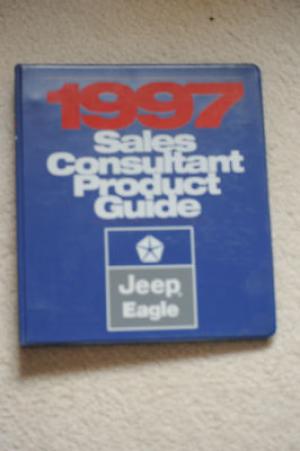 1997
Sales
Consultant
Product
Guide
Jeep
Eagle